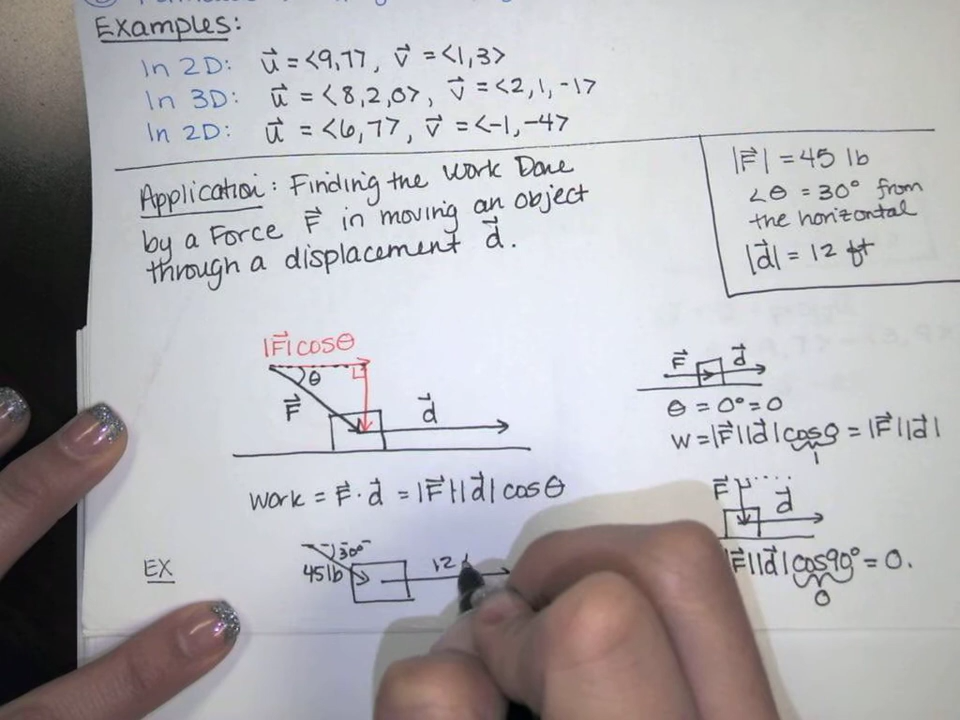 Examples:
In 2D: u⃗ = <9,7>, v⃗ = <1,3>
In 3D: u⃗ = <8,2,0>, v⃗ = <2,1,-1>
In 2D: u⃗ = <6,7>, v⃗ = <-1,-4>
Application: Finding the Work Done
by a Force F⃗ in moving an object
through a displacement d⃗.
|F⃗| = 45 lb
∠θ = 30° from
the horizontal
|d⃗| = 12 ft
|F⃗|cosθ
θ
F⃗
d⃗
work = F⃗ · d⃗ = |F⃗||d⃗|cosθ
F⃗ d⃗
θ = 0° = 0
W = |F⃗||d⃗|cos0 = |F⃗||d⃗|
1
F⃗ d⃗
|F⃗||d⃗|cos90° = 0.
0
EX
30°
45lb
12